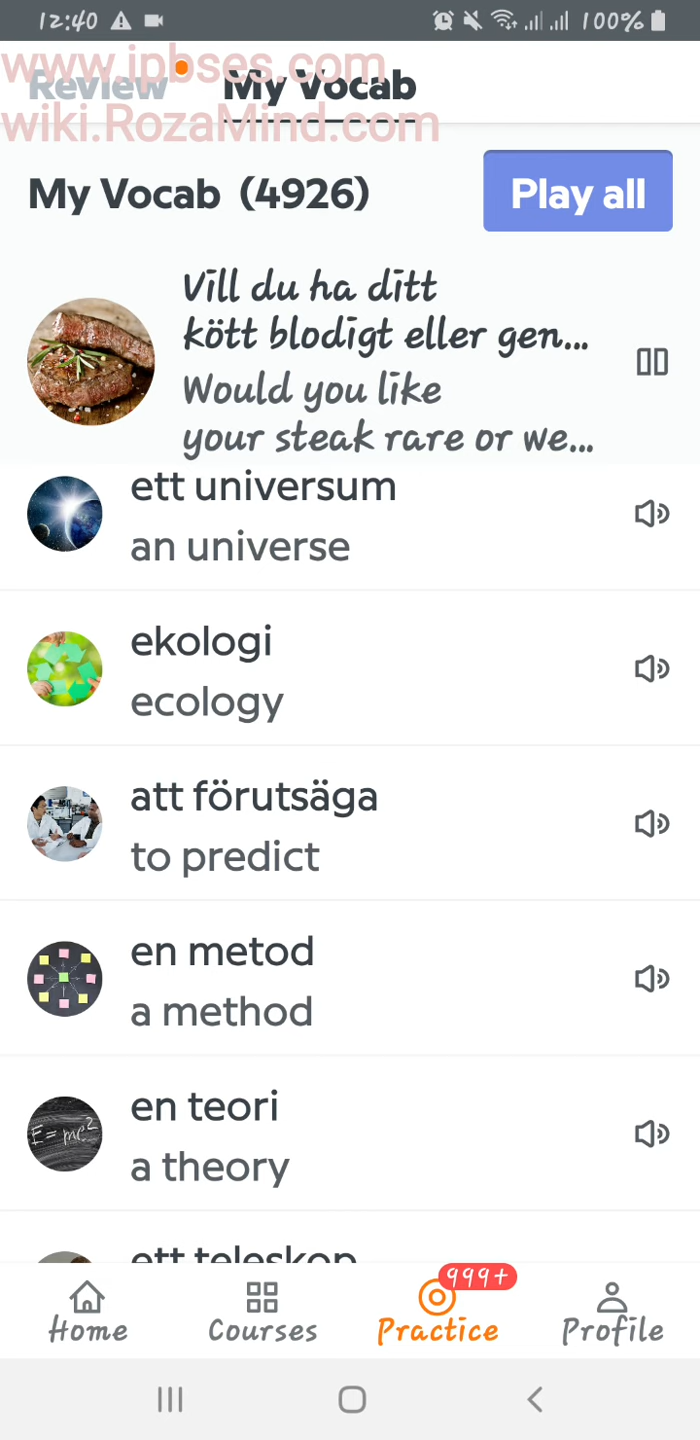 12:40 100%
www.ipbses.com
Review My Vocab
wiki.RozaMind.com
My Vocab (4926) Play all
Vill du ha ditt
kött blodigt eller gen...
Would you like
your steak rare or we...
ett universum
an universe
ekologi
ecology
att förutsäga
to predict
en metod
a method
E=mc²
en teori
a theory
ett teleskop
999+
Home Courses Practice Profile